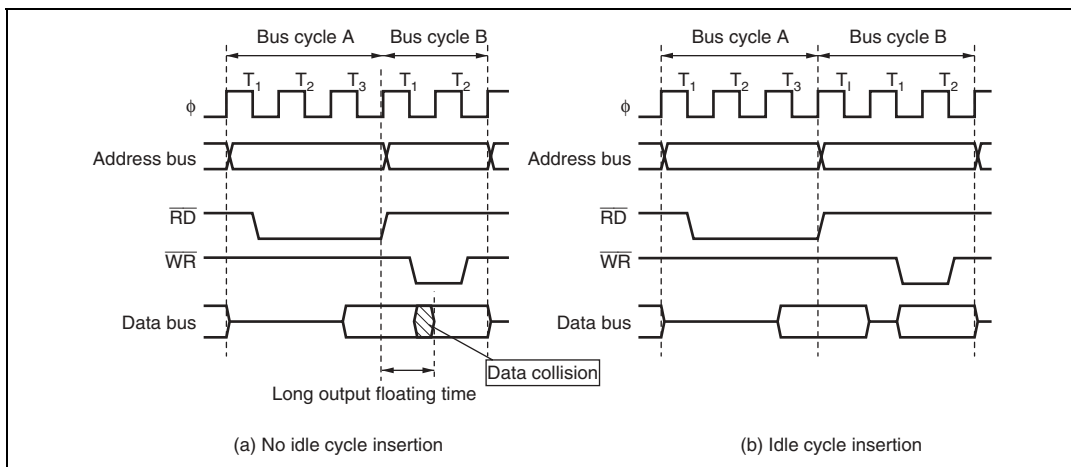 Bus cycle A Bus cycle B Bus cycle A Bus cycle B
T1 T2 T3 T1 T2 T1 T2 T3 TI T1 T2
ϕ ϕ
Address bus Address bus
RD RD
WR WR
Data bus Data bus
Data collision
Long output floating time
(a) No idle cycle insertion (b) Idle cycle insertion